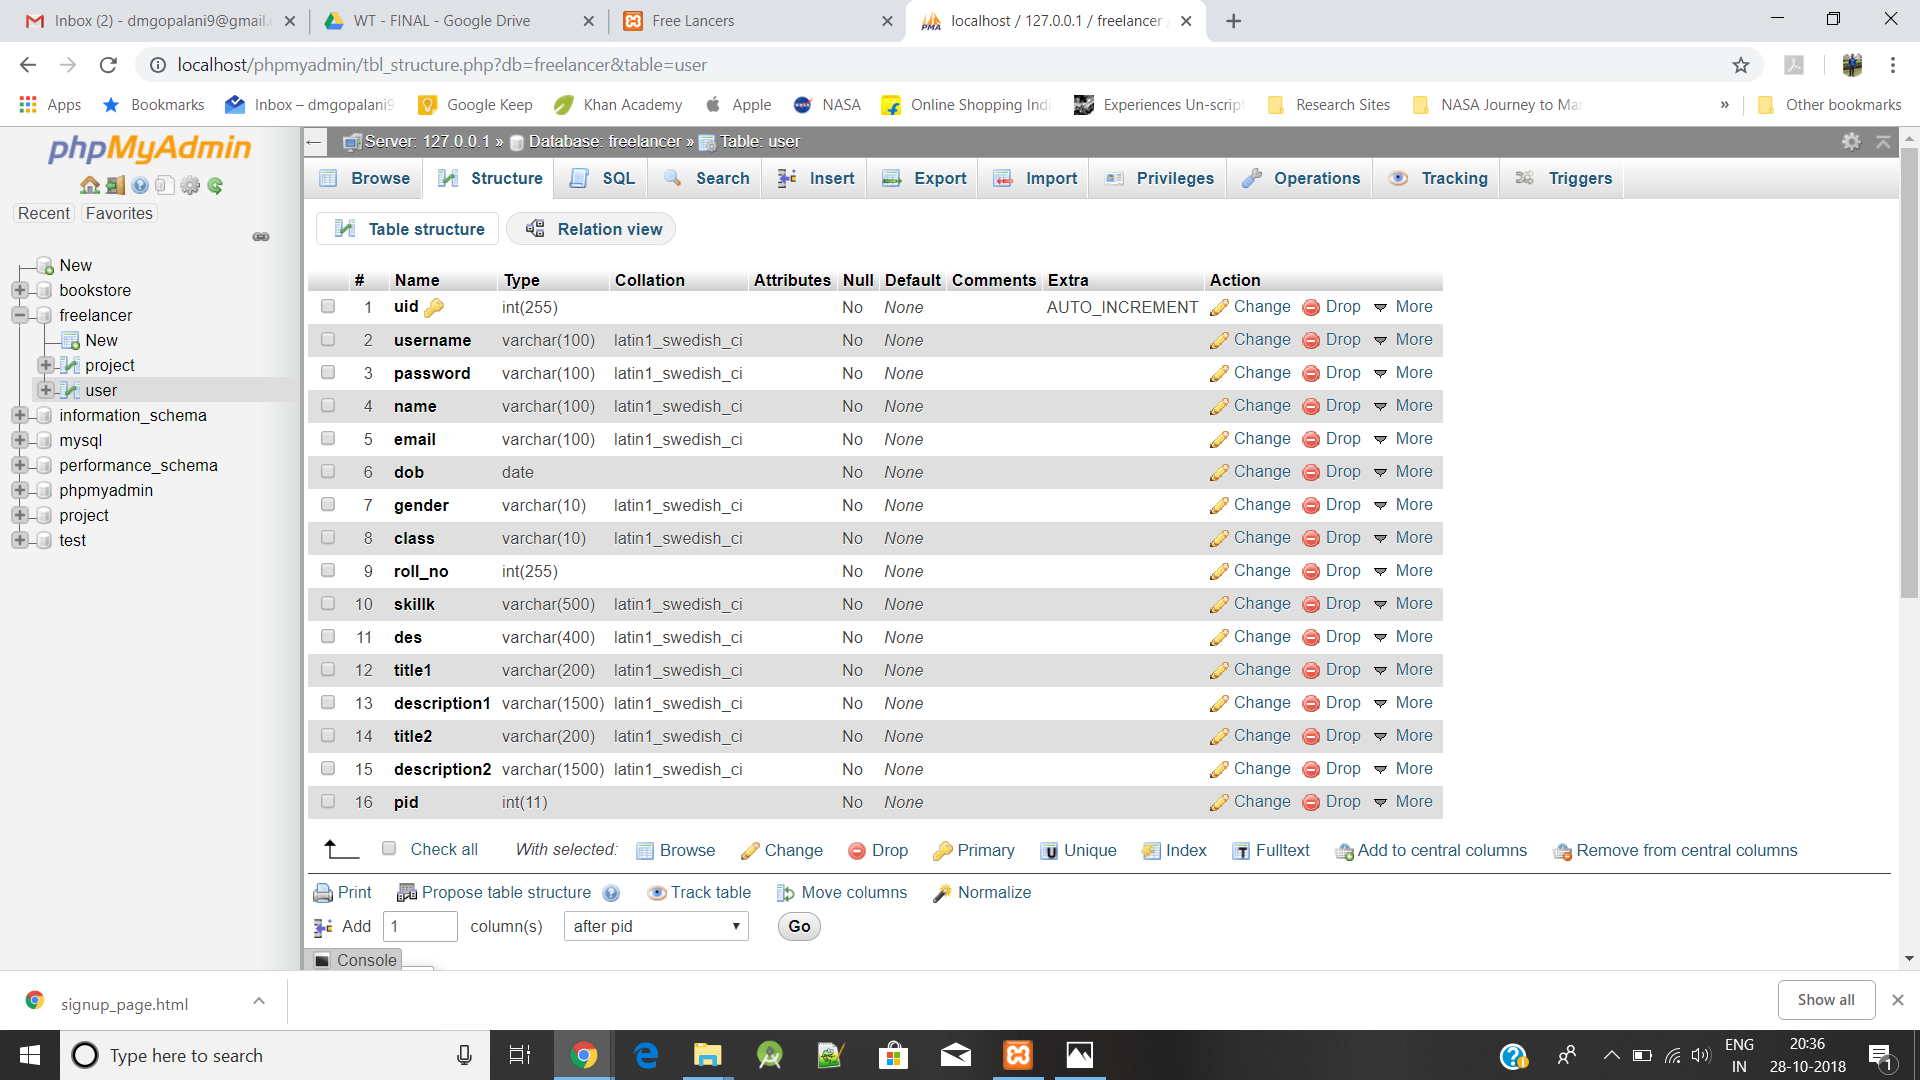 Inbox (2) - dmgopalani9@gmail.c
WT - FINAL - Google Drive
Free Lancers
localhost / 127.0.0.1 / freelancer /
localhost/phpmyadmin/tbl_structure.php?db=freelancer&table=user
Apps
Bookmarks
Inbox – dmgopalani9
Google Keep
Khan Academy
Apple
NASA
Online Shopping Indi
Experiences Un-script
Research Sites
NASA Journey to Mar
»
Other bookmarks
phpMyAdmin
Recent Favorites
New
bookstore
freelancer
New
project
user
information_schema
mysql
performance_schema
phpmyadmin
project
test
Server: 127.0.0.1 » Database: freelancer » Table: user
Browse Structure SQL Search Insert Export Import Privileges Operations Tracking Triggers
Table structure Relation view
# Name Type Collation Attributes Null Default Comments Extra Action
1 uid int(255) No None AUTO_INCREMENT Change Drop More
2 username varchar(100) latin1_swedish_ci No None Change Drop More
3 password varchar(100) latin1_swedish_ci No None Change Drop More
4 name varchar(100) latin1_swedish_ci No None Change Drop More
5 email varchar(100) latin1_swedish_ci No None Change Drop More
6 dob date No None Change Drop More
7 gender varchar(10) latin1_swedish_ci No None Change Drop More
8 class varchar(10) latin1_swedish_ci No None Change Drop More
9 roll_no int(255) No None Change Drop More
10 skillk varchar(500) latin1_swedish_ci No None Change Drop More
11 des varchar(400) latin1_swedish_ci No None Change Drop More
12 title1 varchar(200) latin1_swedish_ci No None Change Drop More
13 description1 varchar(1500) latin1_swedish_ci No None Change Drop More
14 title2 varchar(200) latin1_swedish_ci No None Change Drop More
15 description2 varchar(1500) latin1_swedish_ci No None Change Drop More
16 pid int(11) No None Change Drop More
Check all With selected: Browse Change Drop Primary Unique Index Fulltext Add to central columns Remove from central columns
Print Propose table structure Track table Move columns Normalize
Add 1 column(s) after pid Go
Console
signup_page.html
Show all
Type here to search
ENG
IN
20:36
28-10-2018
1